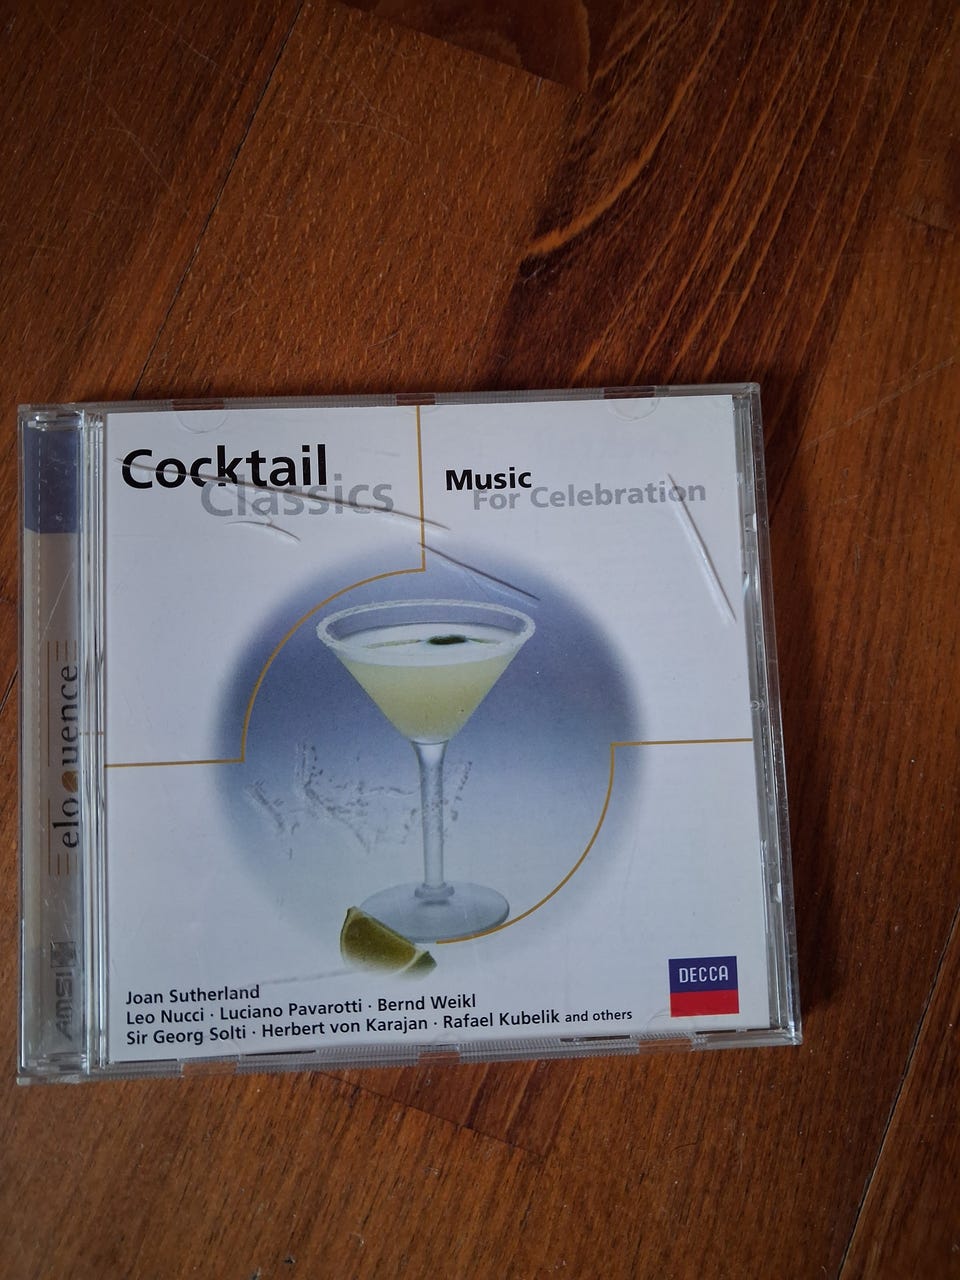 Cocktail
Classics
Music
For Celebration
eloquence
AMSI
Joan Sutherland
Leo Nucci · Luciano Pavarotti · Bernd Weikl
Sir Georg Solti · Herbert von Karajan · Rafael Kubelik and others
DECCA